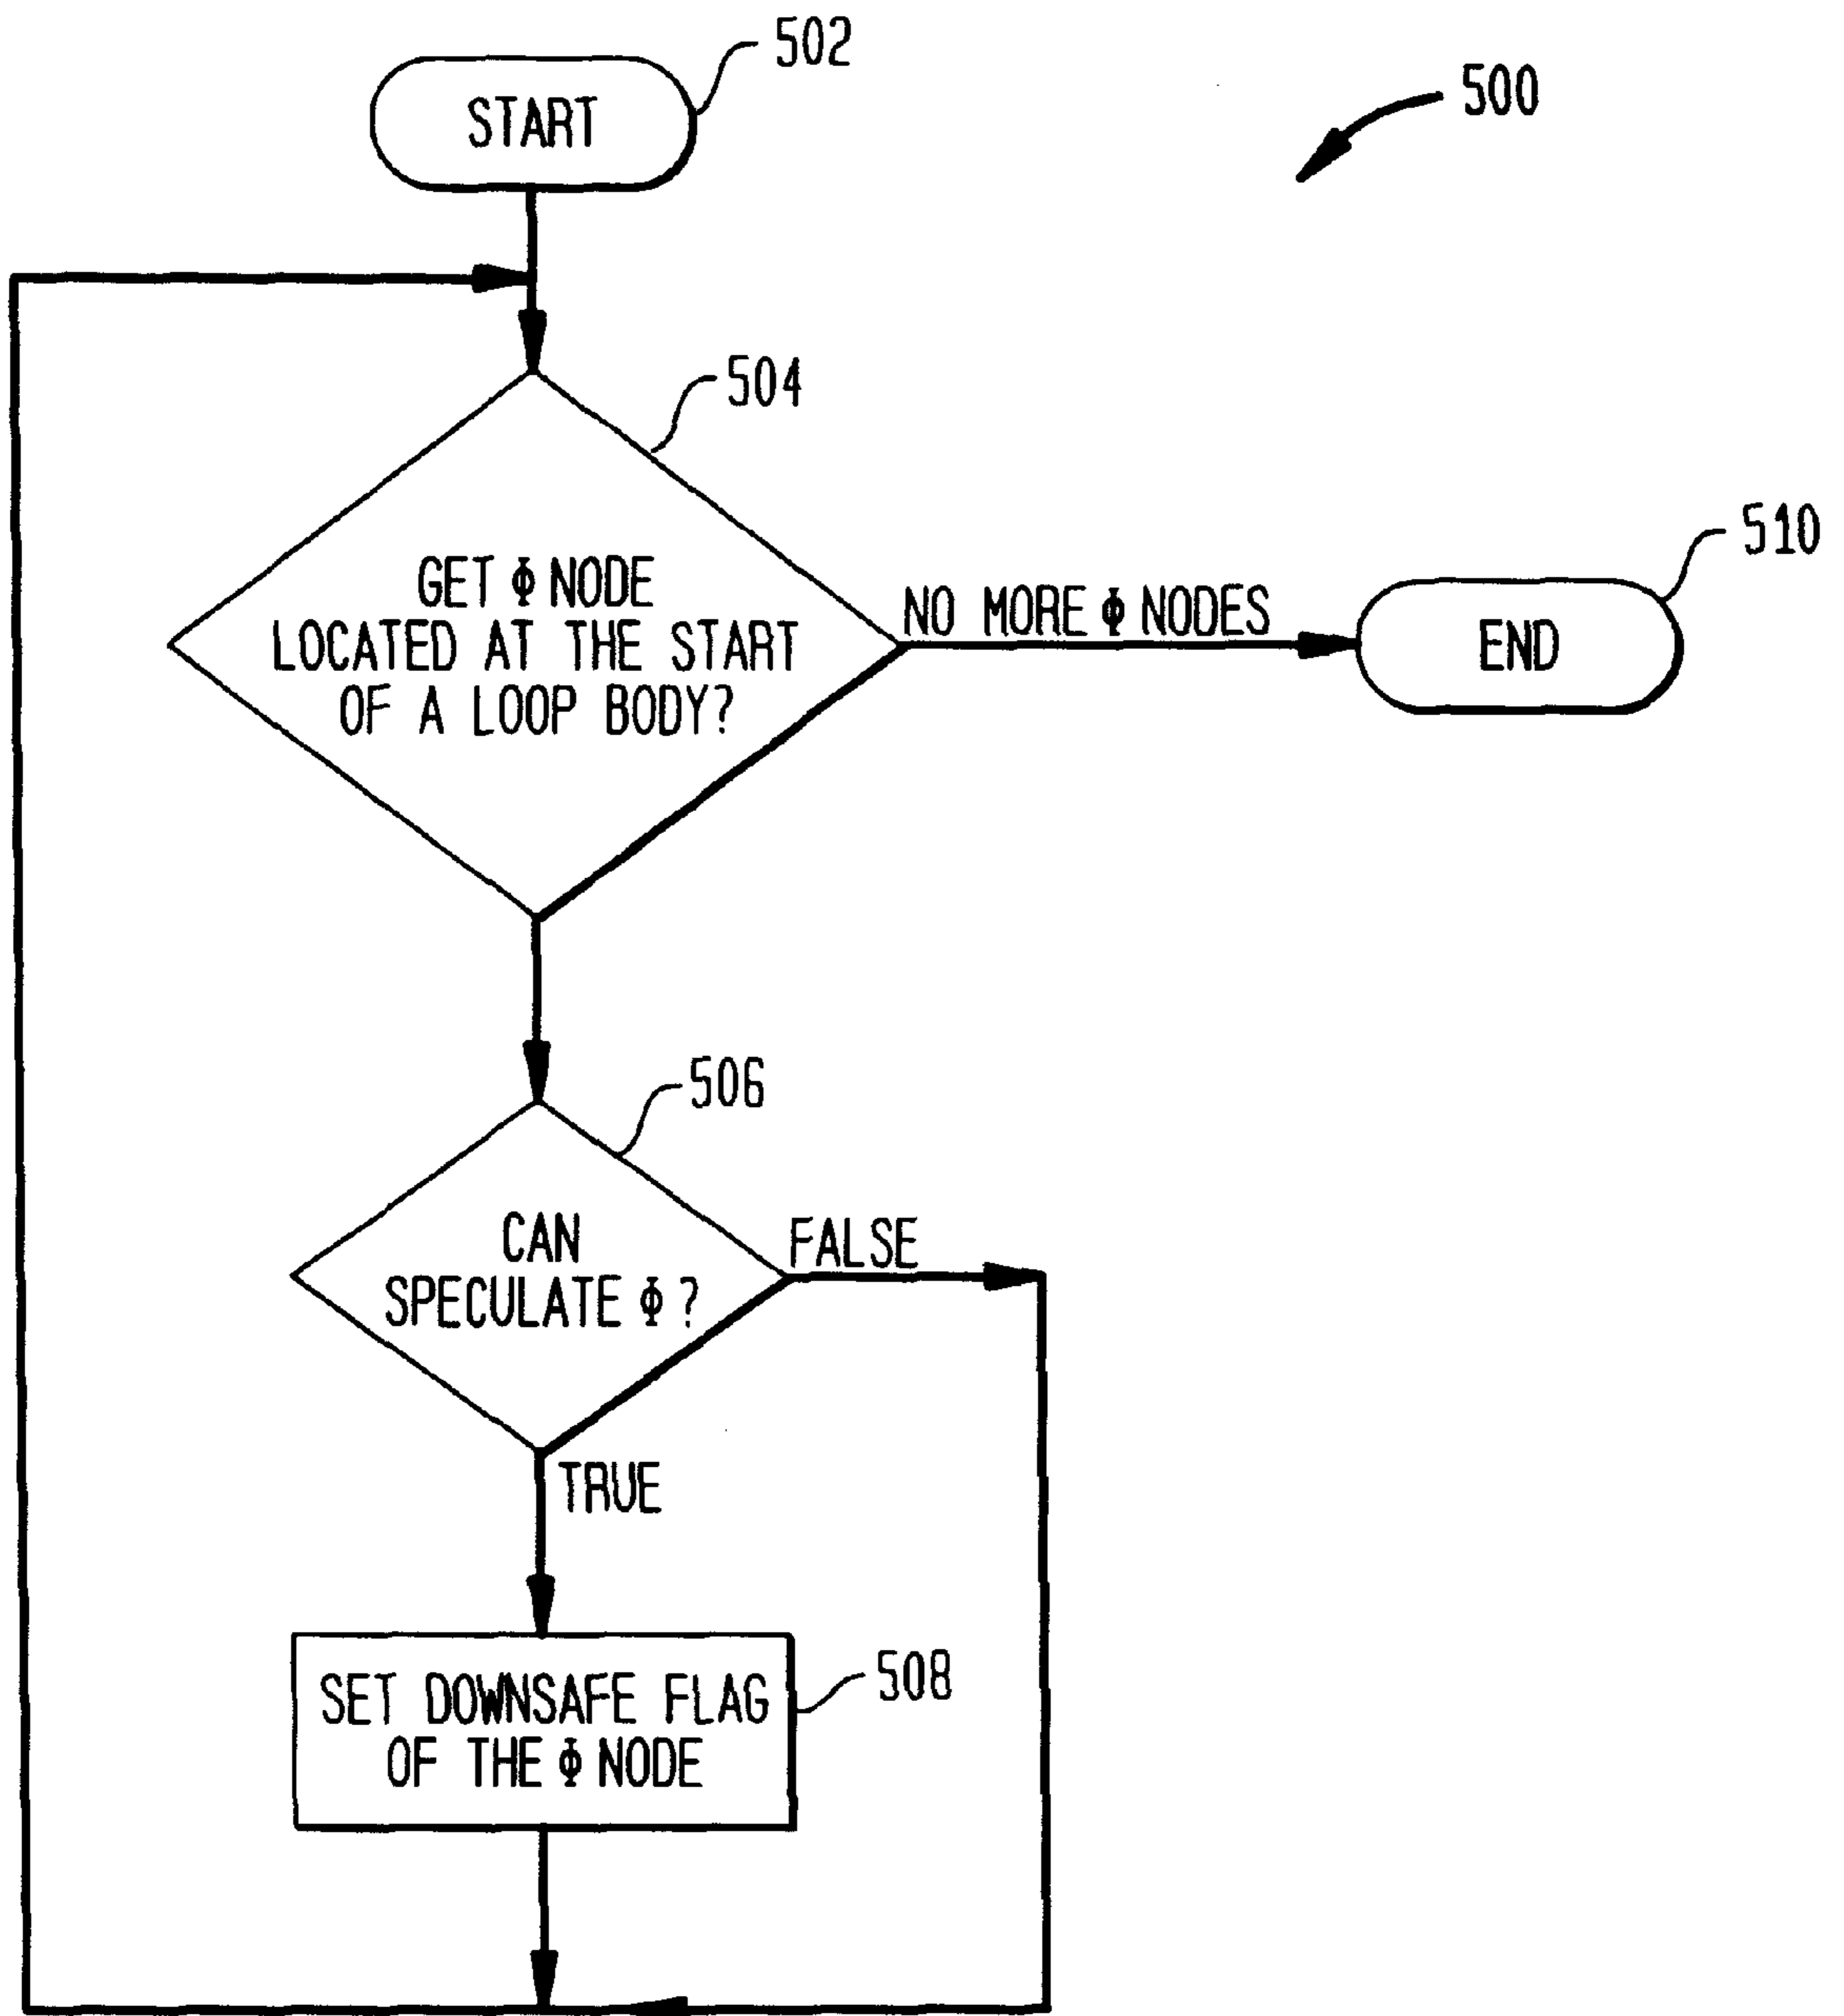 502
START
500
504
GET Φ NODE
LOCATED AT THE START
OF A LOOP BODY?
NO MORE Φ NODES
510
END
506
CAN
SPECULATE Φ ?
FALSE
TRUE
SET DOWNSAFE FLAG
OF THE Φ NODE
508